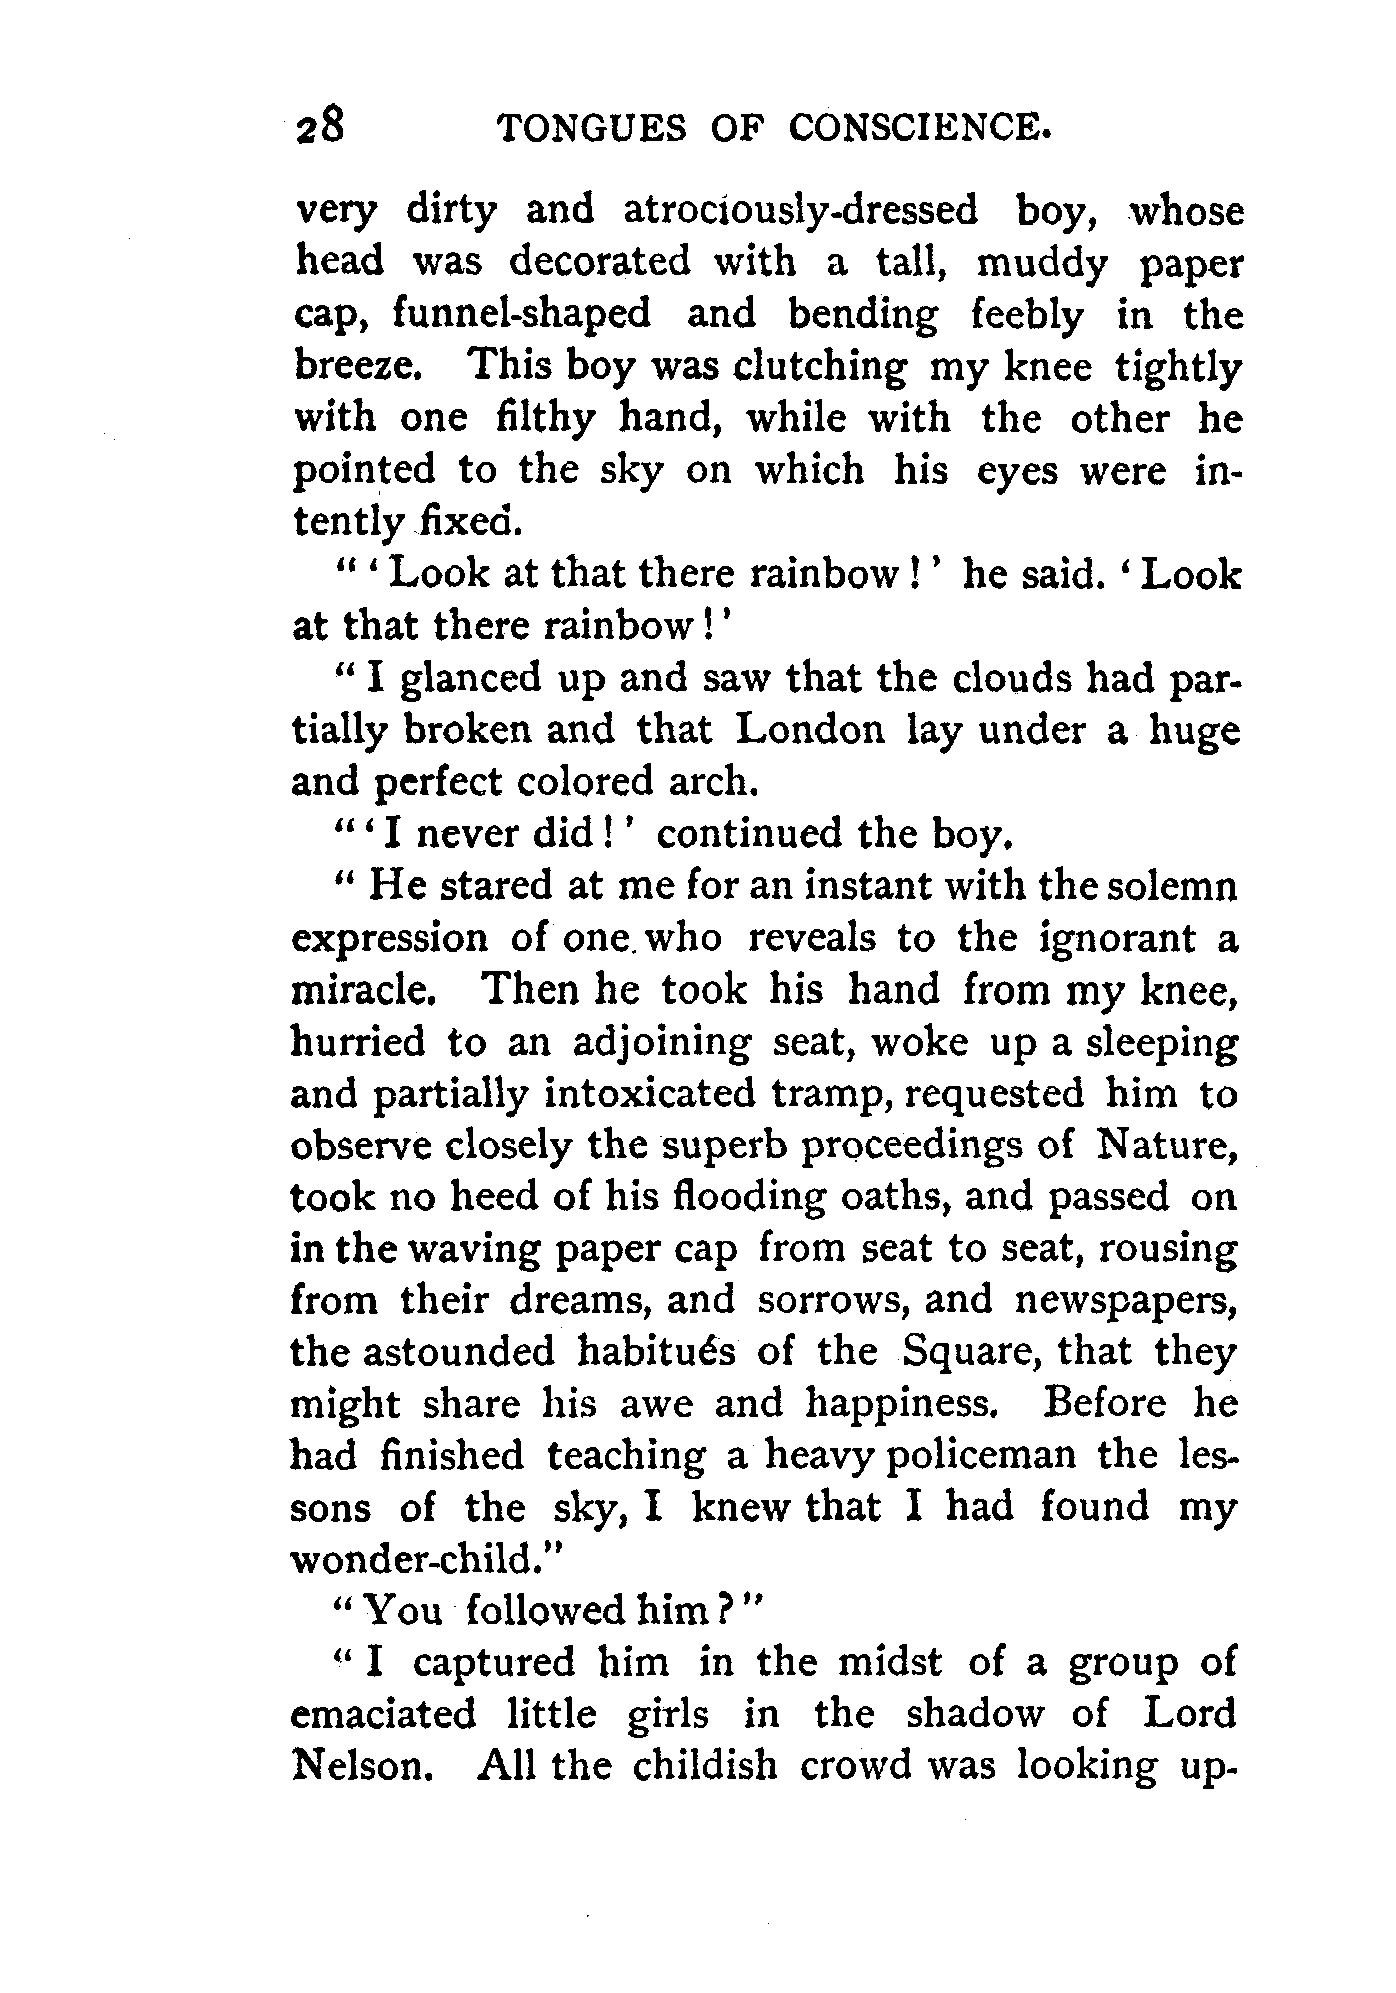 28 TONGUES OF CONSCIENCE.
very dirty and atrociously-dressed boy, whose
head was decorated with a tall, muddy paper
cap, funnel-shaped and bending feebly in the
breeze. This boy was clutching my knee tightly
with one filthy hand, while with the other he
pointed to the sky on which his eyes were in-
tently fixed.
“ ‘ Look at that there rainbow ! ’ he said. ‘ Look
at that there rainbow ! ’
“ I glanced up and saw that the clouds had par-
tially broken and that London lay under a huge
and perfect colored arch.
“ ‘ I never did ! ’ continued the boy.
“ He stared at me for an instant with the solemn
expression of one who reveals to the ignorant a
miracle. Then he took his hand from my knee,
hurried to an adjoining seat, woke up a sleeping
and partially intoxicated tramp, requested him to
observe closely the superb proceedings of Nature,
took no heed of his flooding oaths, and passed on
in the waving paper cap from seat to seat, rousing
from their dreams, and sorrows, and newspapers,
the astounded habitués of the Square, that they
might share his awe and happiness. Before he
had finished teaching a heavy policeman the les-
sons of the sky, I knew that I had found my
wonder-child.”
“ You followed him ? ”
“ I captured him in the midst of a group of
emaciated little girls in the shadow of Lord
Nelson. All the childish crowd was looking up-